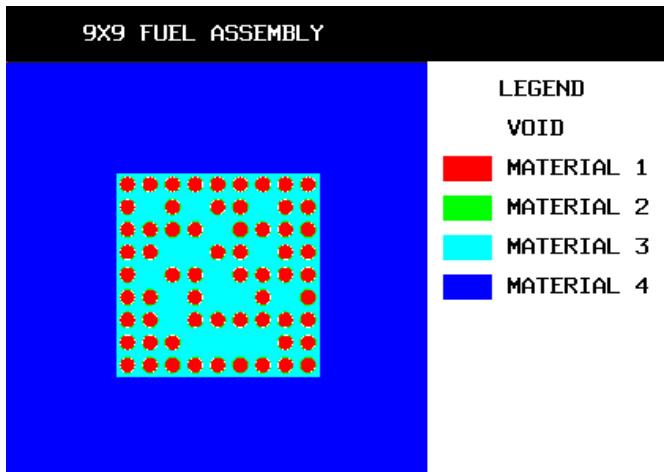 9X9 FUEL ASSEMBLY
LEGEND
VOID
MATERIAL 1
MATERIAL 2
MATERIAL 3
MATERIAL 4